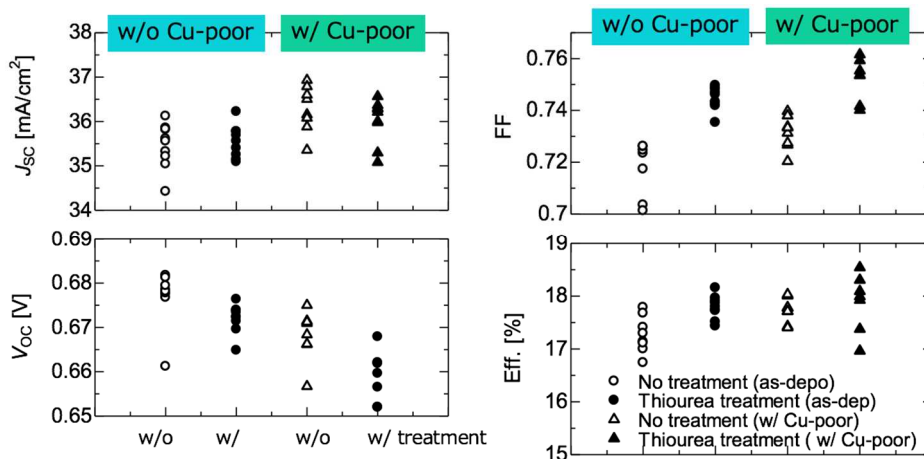 w/o Cu-poor
w/ Cu-poor
38
37
36
35
34
J_SC [mA/cm²]
0.69
0.68
0.67
0.66
0.65
V_OC [V]
w/o
w/
w/o
w/ treatment
w/o Cu-poor
w/ Cu-poor
0.76
0.74
0.72
0.7
FF
19
18
17
16
15
Eff. [%]
No treatment (as-depo)
Thiourea treatment (as-dep)
No treatment (w/ Cu-poor)
Thiourea treatment ( w/ Cu-poor)